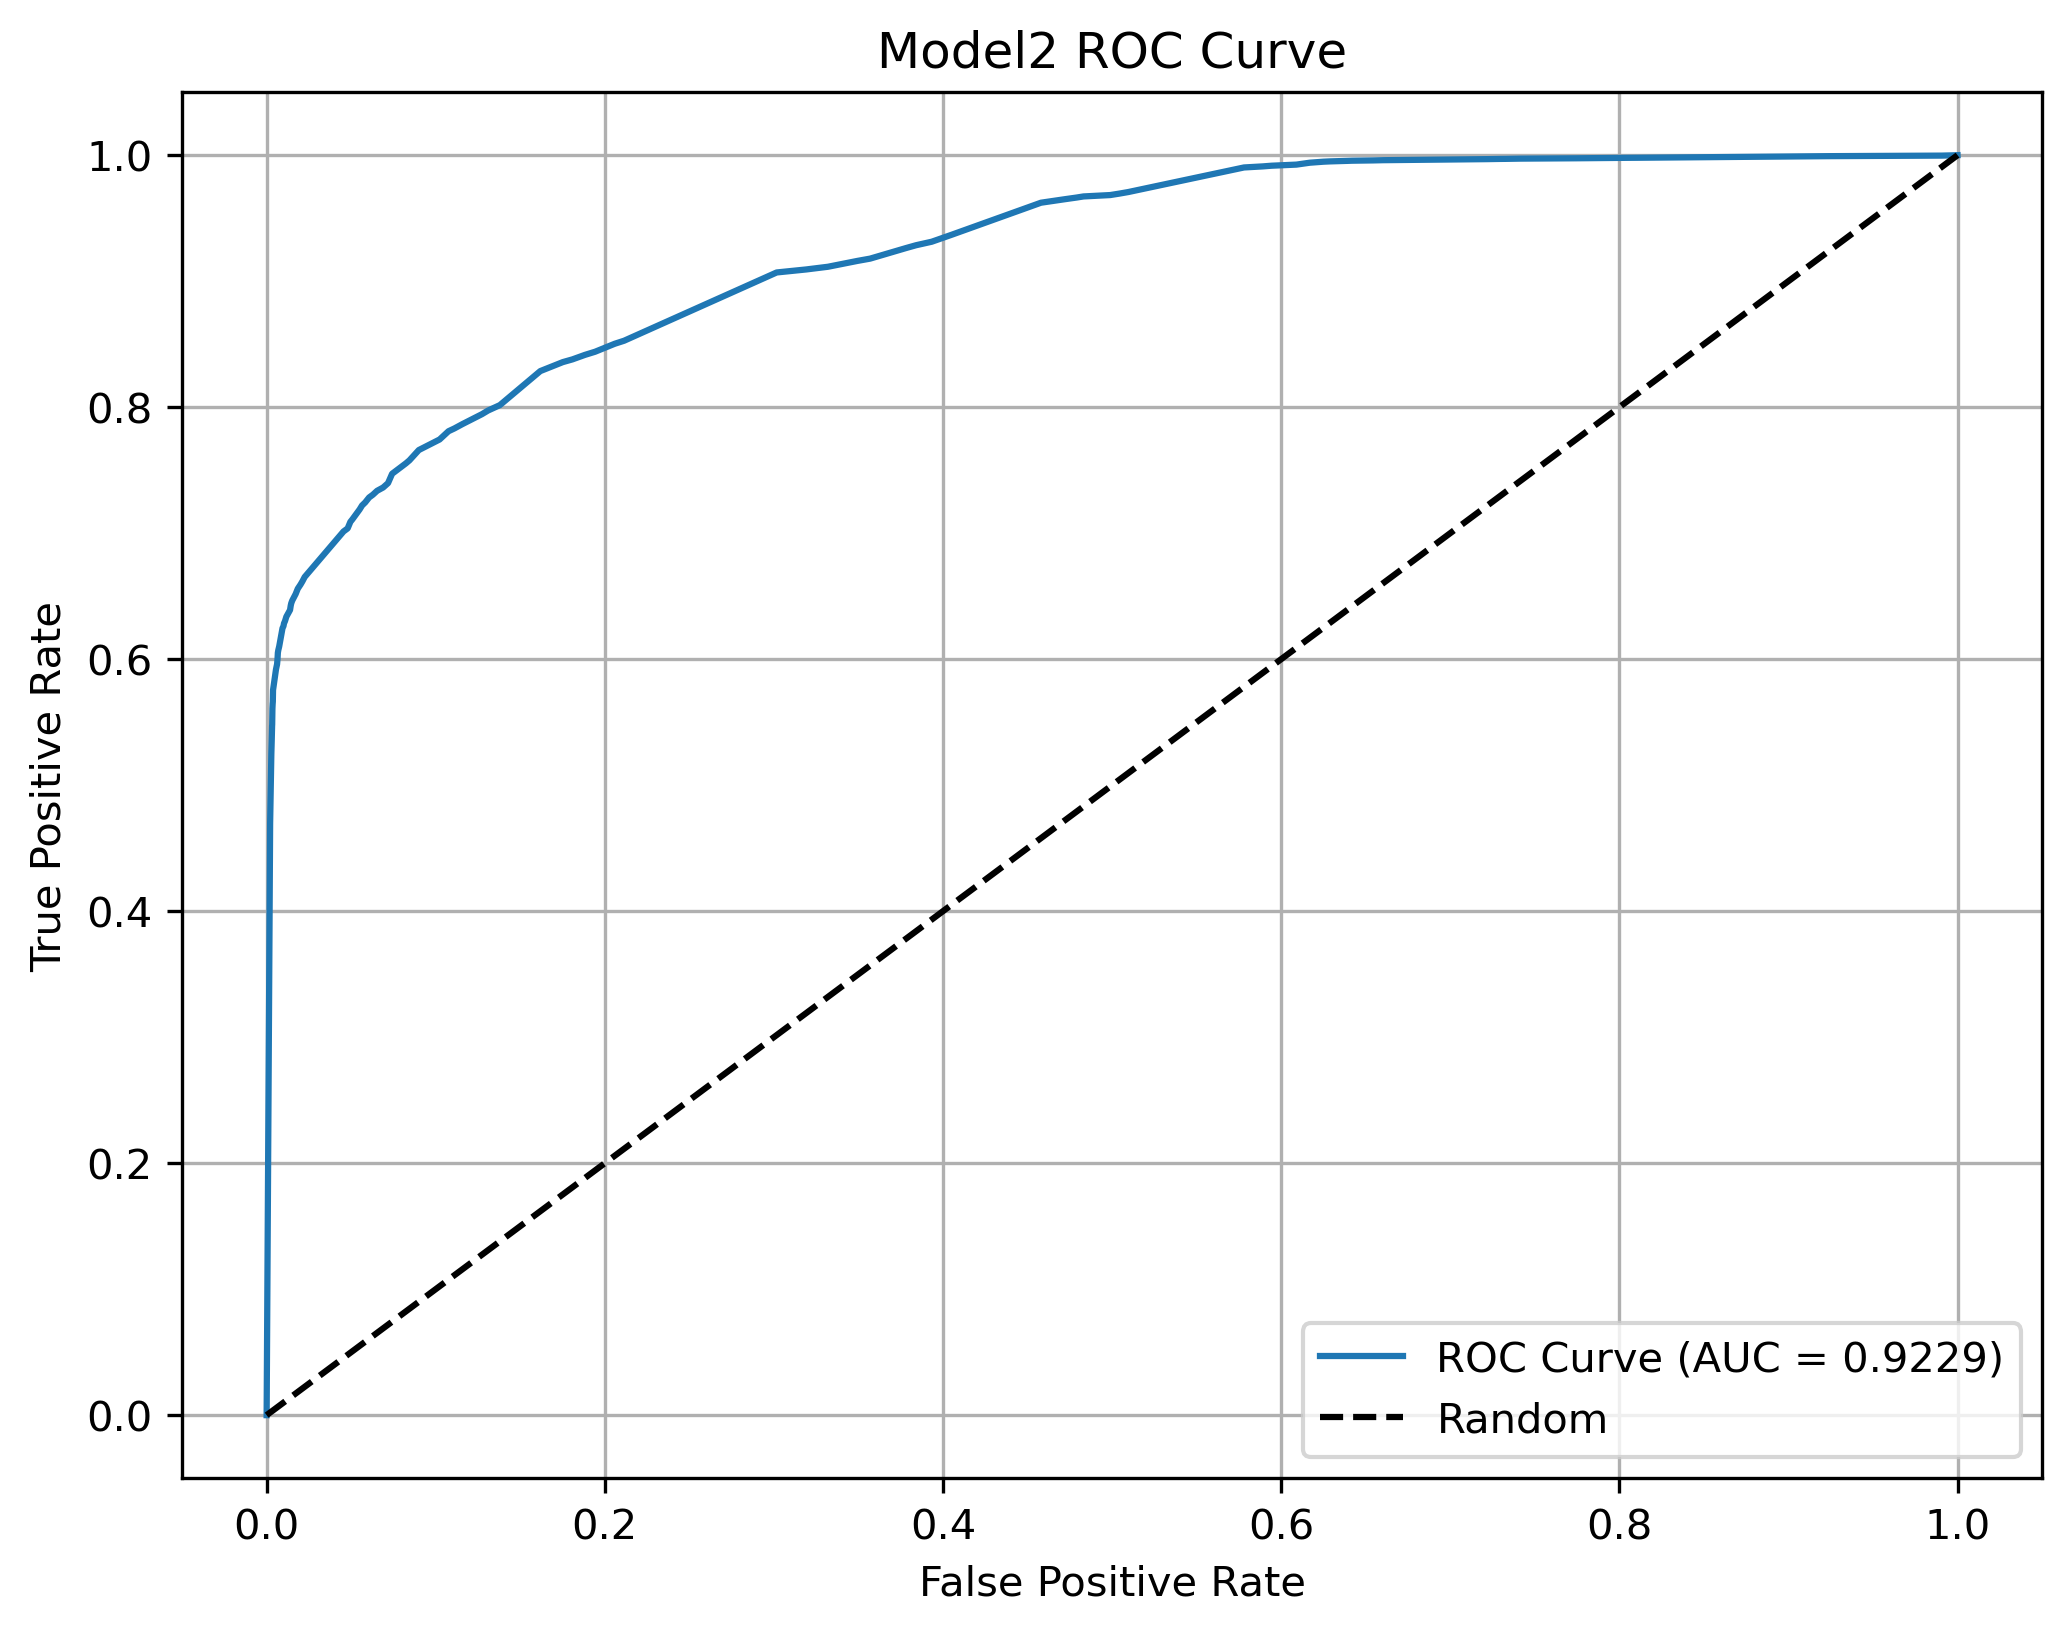 Model2 ROC Curve
1.0
0.8
0.6
0.4
0.2
0.0
True Positive Rate
ROC Curve (AUC = 0.9229)
Random
0.0 0.2 0.4 0.6 0.8 1.0
False Positive Rate